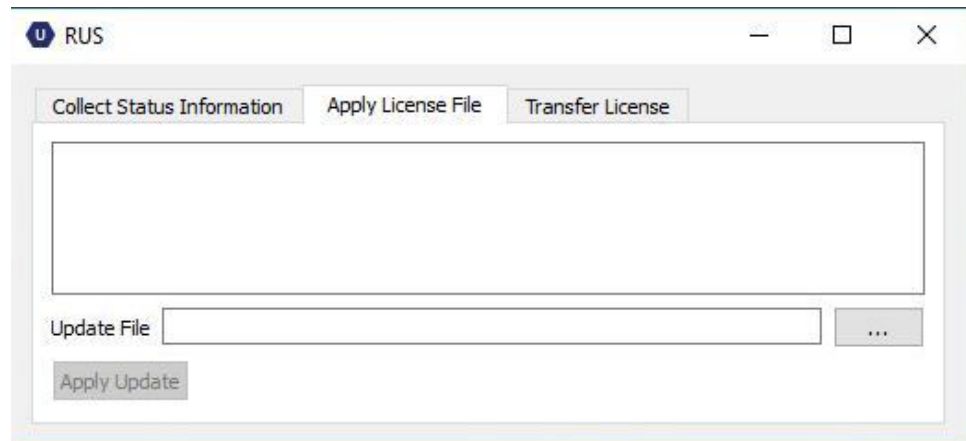 U RUS
Collect Status Information Apply License File Transfer License
Update File ...
Apply Update